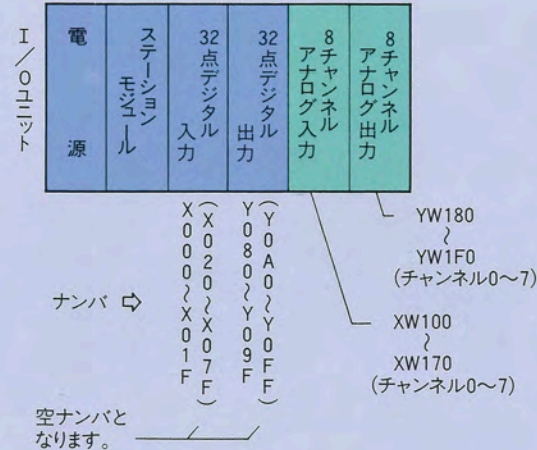 I/Oユニット
電源
ステーション
モジュール
32点デジタル
入力
32点デジタル
出力
8チャンネル
アナログ入力
8チャンネル
アナログ出力
ナンバ ⇨
X000~X01F
(X020~X07F)
Y080~Y09F
(Y0A0~Y0FF)
YW180
~
YW1F0
(チャンネル0~7)
XW100
~
XW170
(チャンネル0~7)
空ナンバと
なります。